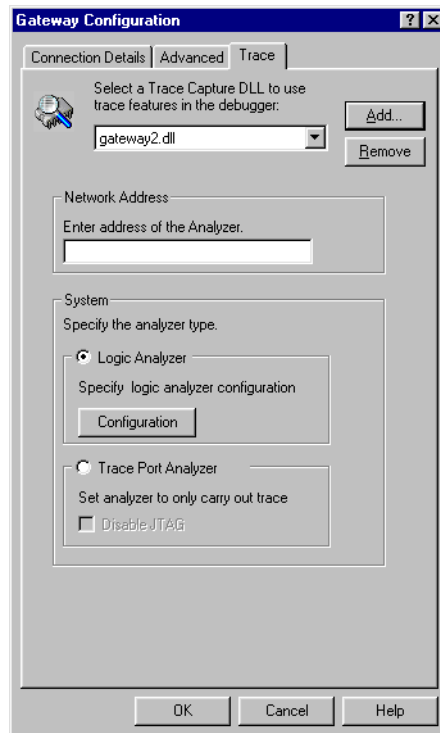 Gateway Configuration
Connection Details
Advanced
Trace
Select a Trace Capture DLL to use
trace features in the debugger:
gateway2.dll
Add...
Remove
Network Address
Enter address of the Analyzer.
System
Specify the analyzer type.
Logic Analyzer
Specify logic analyzer configuration
Configuration
Trace Port Analyzer
Set analyzer to only carry out trace
Disable JTAG
OK
Cancel
Help